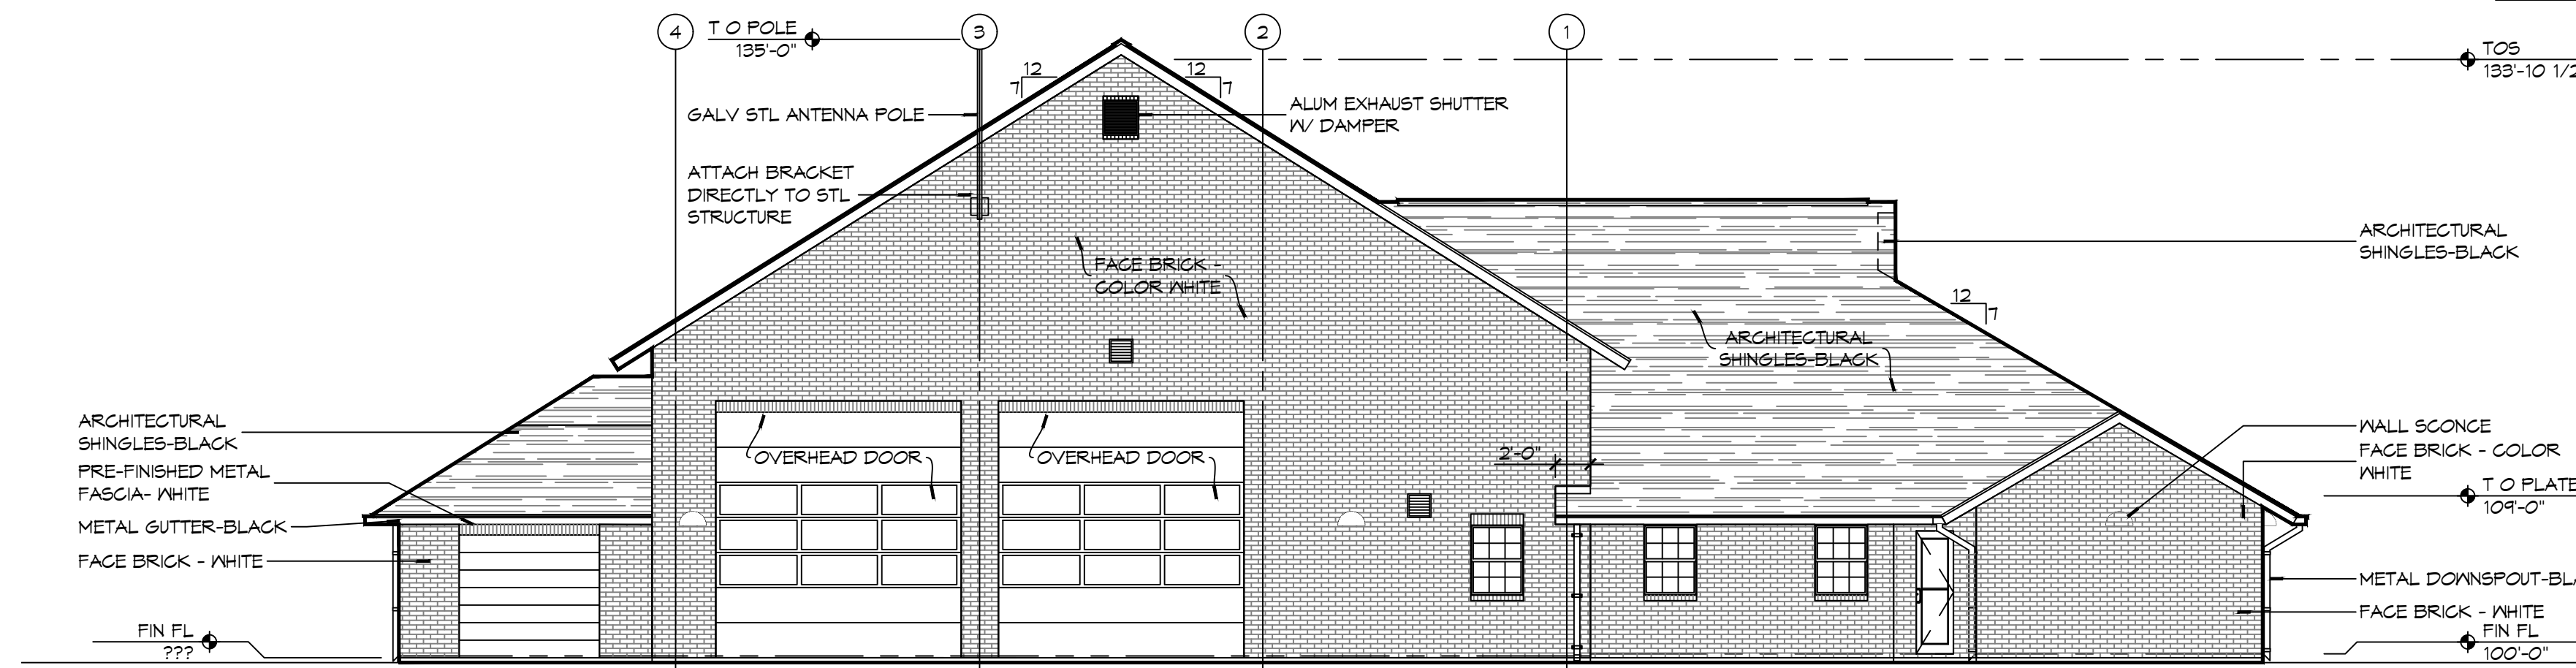 4
T O POLE
135'-0"
3
2
1
TOS
133'-10 1/2
12
7
12
7
GALV STL ANTENNA POLE
ALUM EXHAUST SHUTTER
W/ DAMPER
ATTACH BRACKET
DIRECTLY TO STL
STRUCTURE
FACE BRICK -
COLOR WHITE
ARCHITECTURAL
SHINGLES-BLACK
12
7
ARCHITECTURAL
SHINGLES-BLACK
ARCHITECTURAL
SHINGLES-BLACK
PRE-FINISHED METAL
FASCIA- WHITE
METAL GUTTER-BLACK
FACE BRICK - WHITE
OVERHEAD DOOR
OVERHEAD DOOR
2'-0"
WALL SCONCE
FACE BRICK - COLOR
WHITE
T O PLATE
109'-0"
METAL DOWNSPOUT-BLA
FACE BRICK - WHITE
FIN FL
???
FIN FL
100'-0"